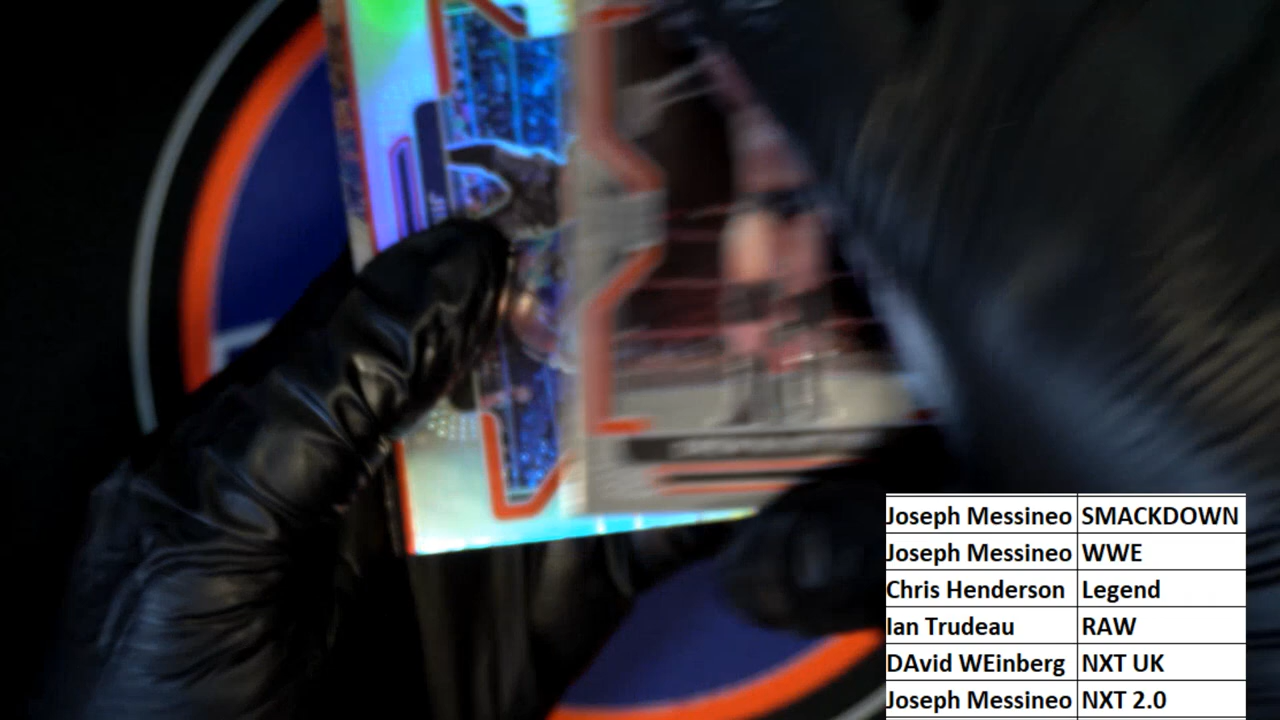 Joseph Messineo SMACKDOWN
Joseph Messineo WWE
Chris Henderson Legend
Ian Trudeau RAW
DAvid WEinberg NXT UK
Joseph Messineo NXT 2.0